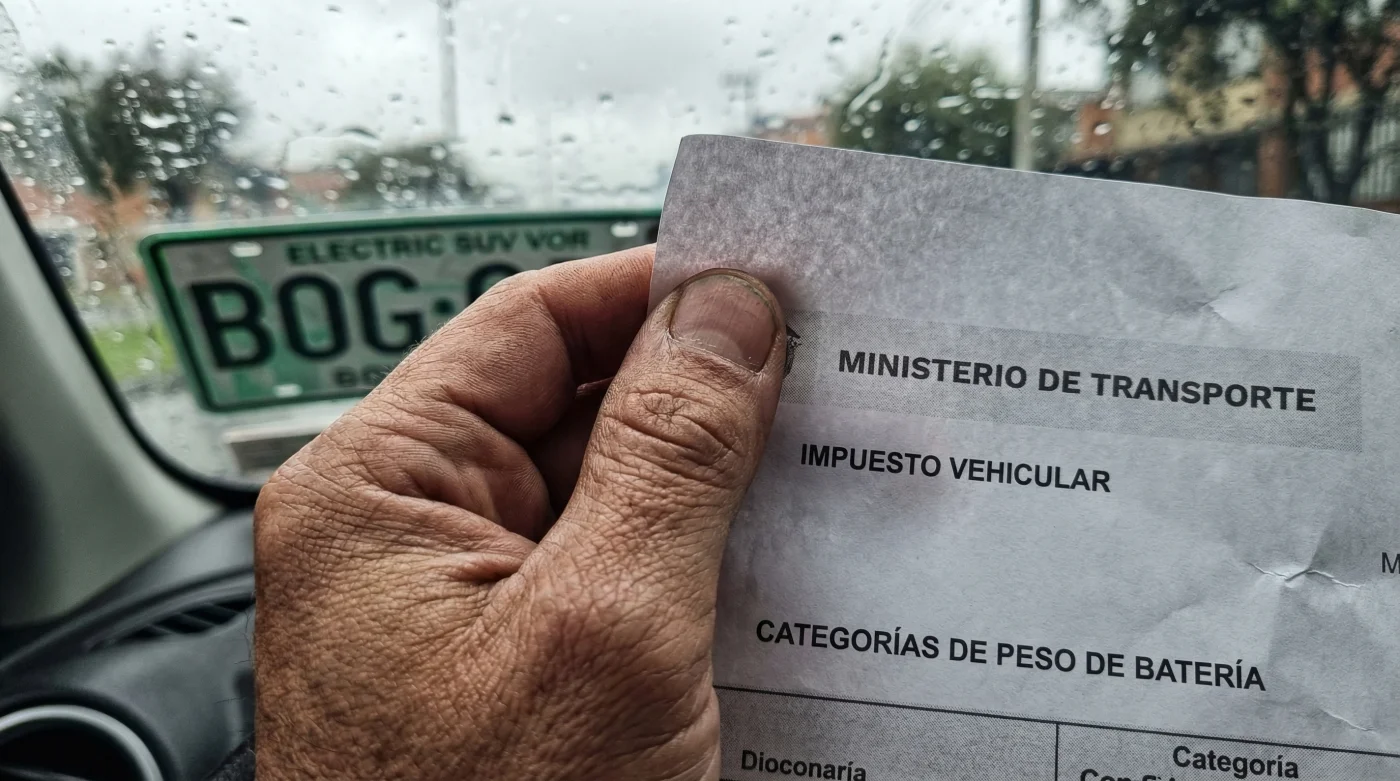 ELECTRIC SUV VOR
BOG
MINISTERIO DE TRANSPORTE
IMPUESTO VEHICULAR
M
CATEGORÍAS DE PESO DE BATERÍA
Dioconaría
Categoría